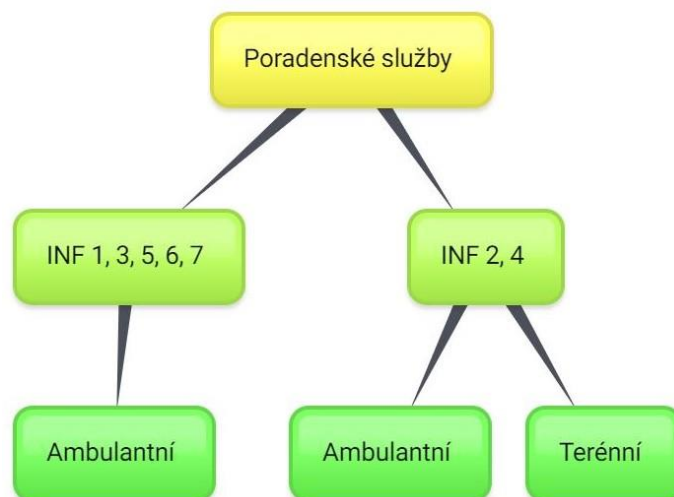 Poradenské služby
INF 1, 3, 5, 6, 7
INF 2, 4
Ambulantní
Ambulantní
Terénní